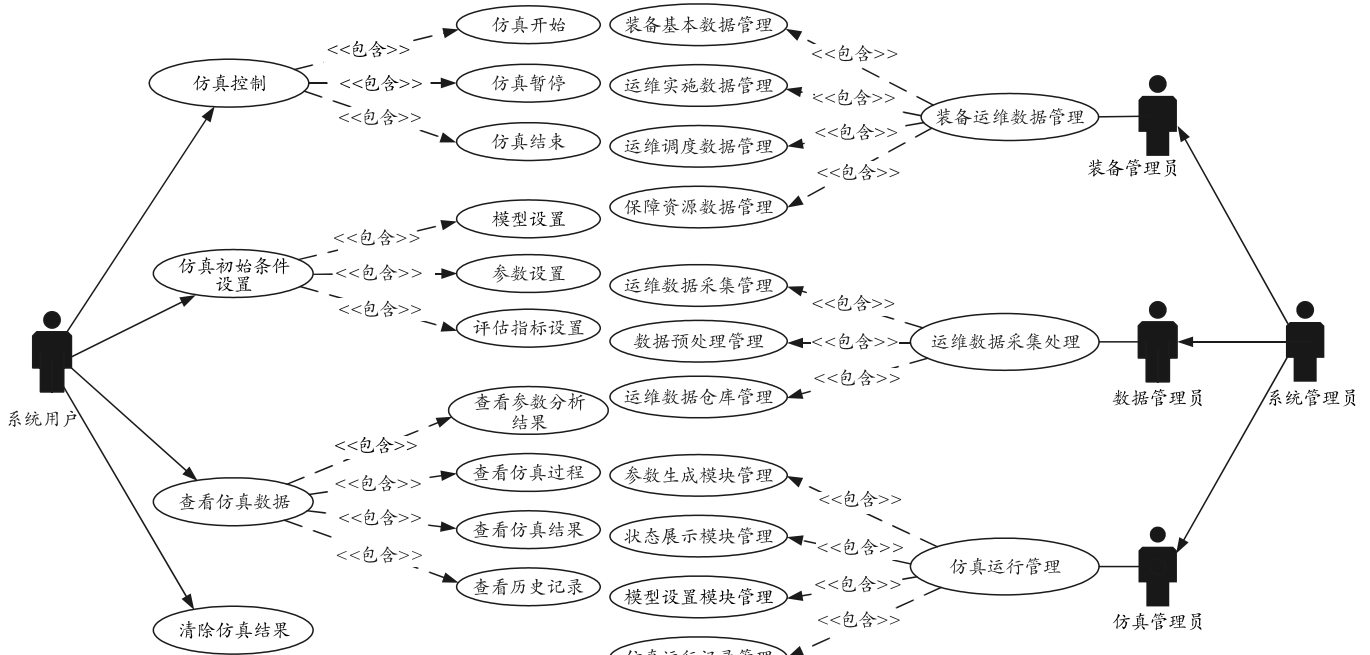 仿真开始
装备基本数据管理
<<包含>>
<<包含>>
仿真控制
<<包含>>
仿真暂停
运维实施数据管理
<<包含>>
装备运维数据管理
<<包含>>
仿真结束
运维调度数据管理
<<包含>>
装备管理员
<<包含>>
模型设置
保障资源数据管理
<<包含>>
仿真初始条件
设置
<<包含>>
参数设置
运维数据采集管理
<<包含>>
<<包含>>
评估指标设置
数据预处理管理
<<包含>>
运维数据采集处理
<<包含>>
系统用户
查看参数分析
结果
运维数据仓库管理
数据管理员
系统管理员
<<包含>>
查看仿真过程
参数生成模块管理
<<包含>>
<<包含>>
查看仿真数据
<<包含>>
查看仿真结果
状态展示模块管理
<<包含>>
<<包含>>
仿真运行管理
查看历史记录
模型设置模块管理
<<包含>>
<<包含>>
仿真管理员
清除仿真结果
仿真运行记录管理